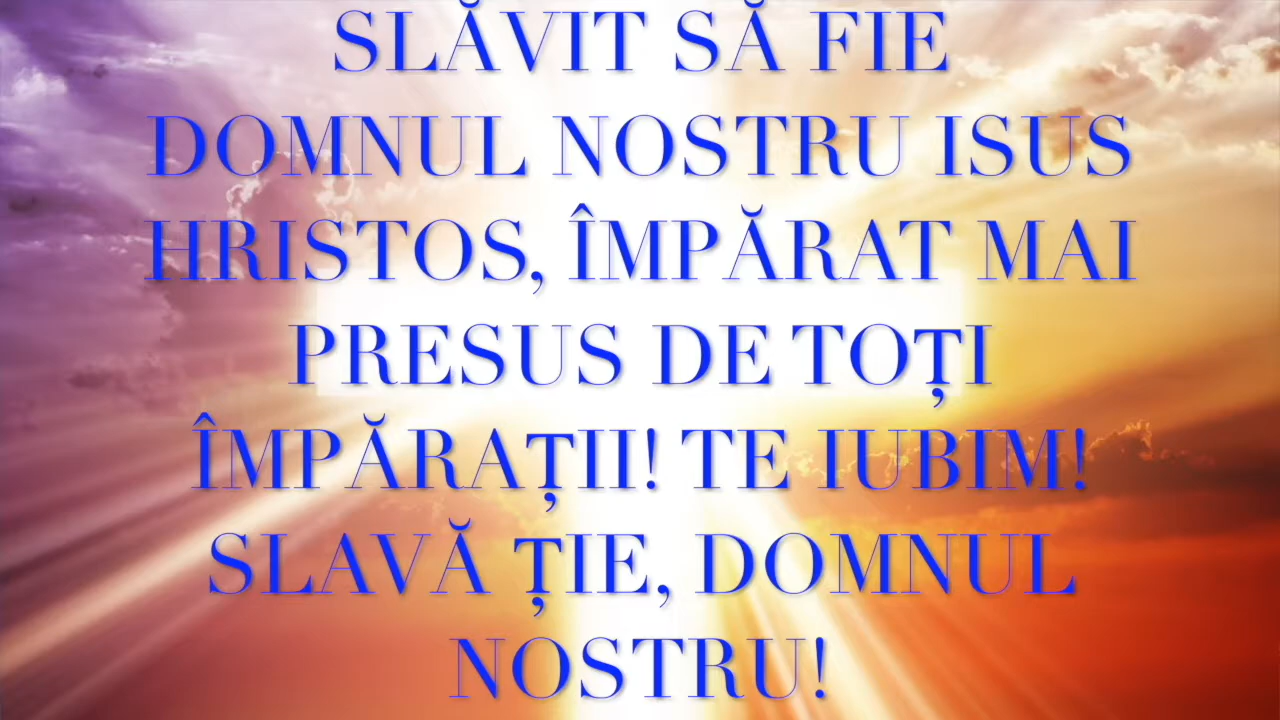 SLĂVIT SĂ FIE
DOMNUL NOSTRU ISUS
HRISTOS, ÎMPĂRAT MAI
PRESUS DE TOȚI
ÎMPĂRAȚII! TE IUBIM!
SLAVĂ ȚIE, DOMNUL
NOSTRU!